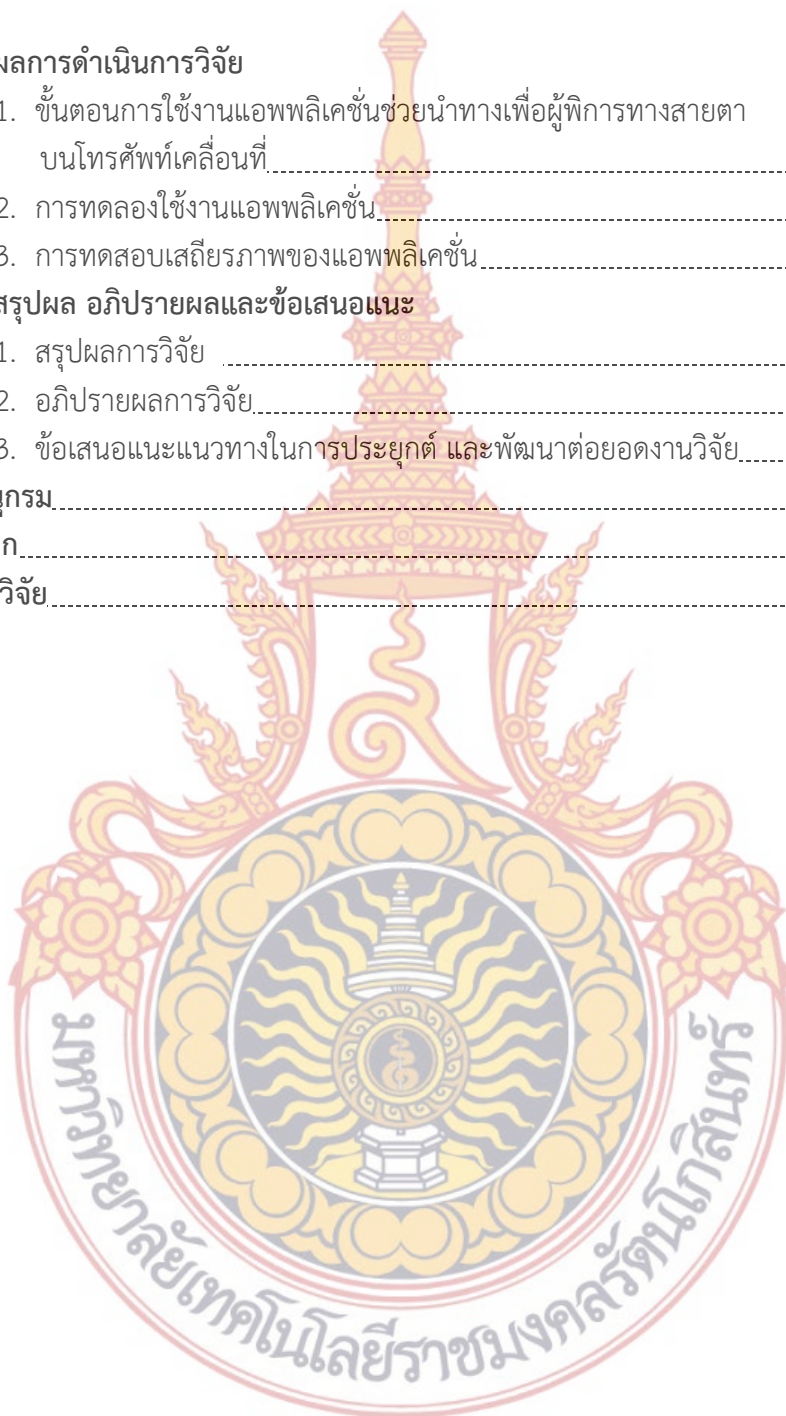 ผลการดำเนินการวิจัย
1. ขั้นตอนการใช้งานแอพพลิเคชั่นช่วยนำทางเพื่อผู้พิการทางสายตา
บนโทรศัพท์เคลื่อนที่
2. การทดลองใช้งานแอพพลิเคชั่น
3. การทดสอบเสถียรภาพของแอพพลิเคชั่น
สรุปผล อภิปรายผลและข้อเสนอแนะ
1. สรุปผลการวิจัย
2. อภิปรายผลการวิจัย
3. ข้อเสนอแนะแนวทางในการประยุกต์ และพัฒนาต่อยอดงานวิจัย
นุกรม
ก
วิจัย
มหาวิทยาลัยเทคโนโลยีราชมงคลรัตนโกสินทร์